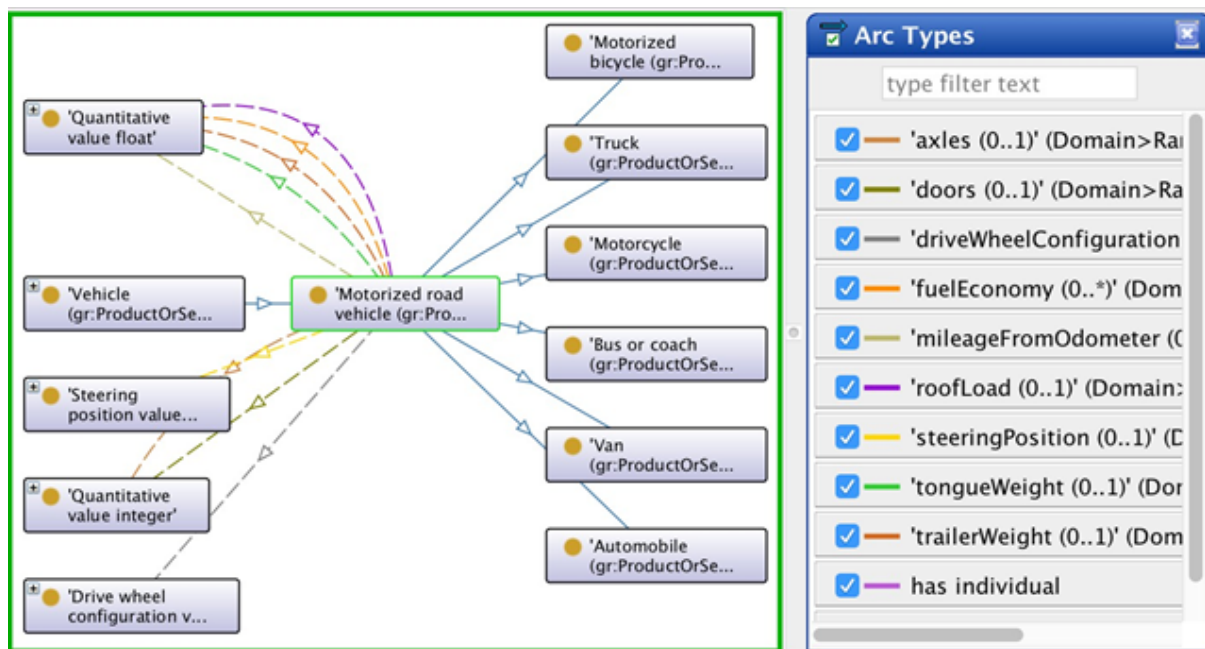 'Motorized
bicycle (gr:Pro...
'Quantitative
value float'
'Truck
(gr:ProductOrSe...
'Motorcycle
(gr:ProductOrSe...
'Vehicle
(gr:ProductOrSe...
'Motorized road
vehicle (gr:Pro...
'Bus or coach
(gr:ProductOrSe...
'Steering
position value...
'Van
(gr:ProductOrSe...
'Quantitative
value integer'
'Automobile
(gr:ProductOrSe...
'Drive wheel
configuration v...
Arc Types
type filter text
'axles (0..1)' (Domain>Ra
'doors (0..1)' (Domain>Ra
'driveWheelConfiguration
'fuelEconomy (0..*)' (Dom
'mileageFromOdometer (0
'roofLoad (0..1)' (Domain>
'steeringPosition (0..1)' (D
'tongueWeight (0..1)' (Dor
'trailerWeight (0..1)' (Dom
has individual